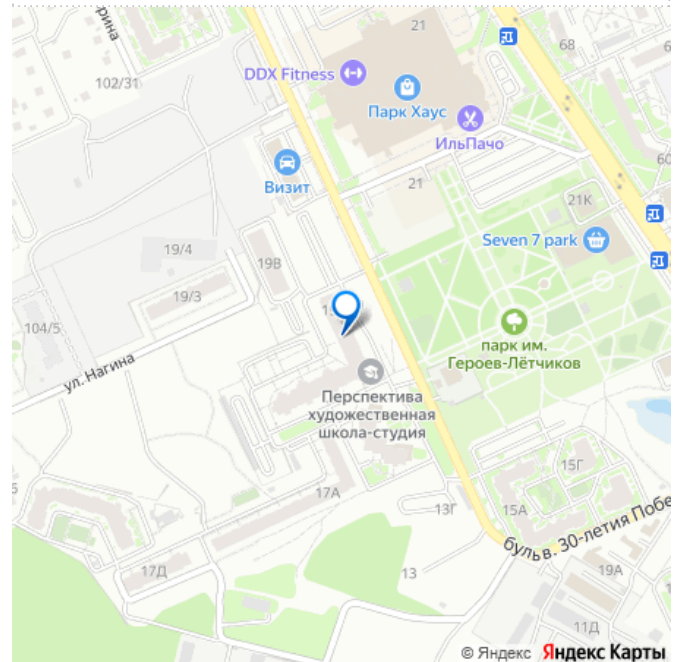 рина
21
68
DDX Fitness
102/31
Парк Хаус
60
ИльПачо
Визит
21
21К
Seven 7 park
19/4
19В
19/3
104/5
парк им.
Героев-Лётчиков
ул. Нагина
Перспектива
художественная
школа-студия
15Г
17А
15А
13Г
бульв. 30-летия Побе
17Д
13
19А
11Д
© Яндекс Яндекс Карты